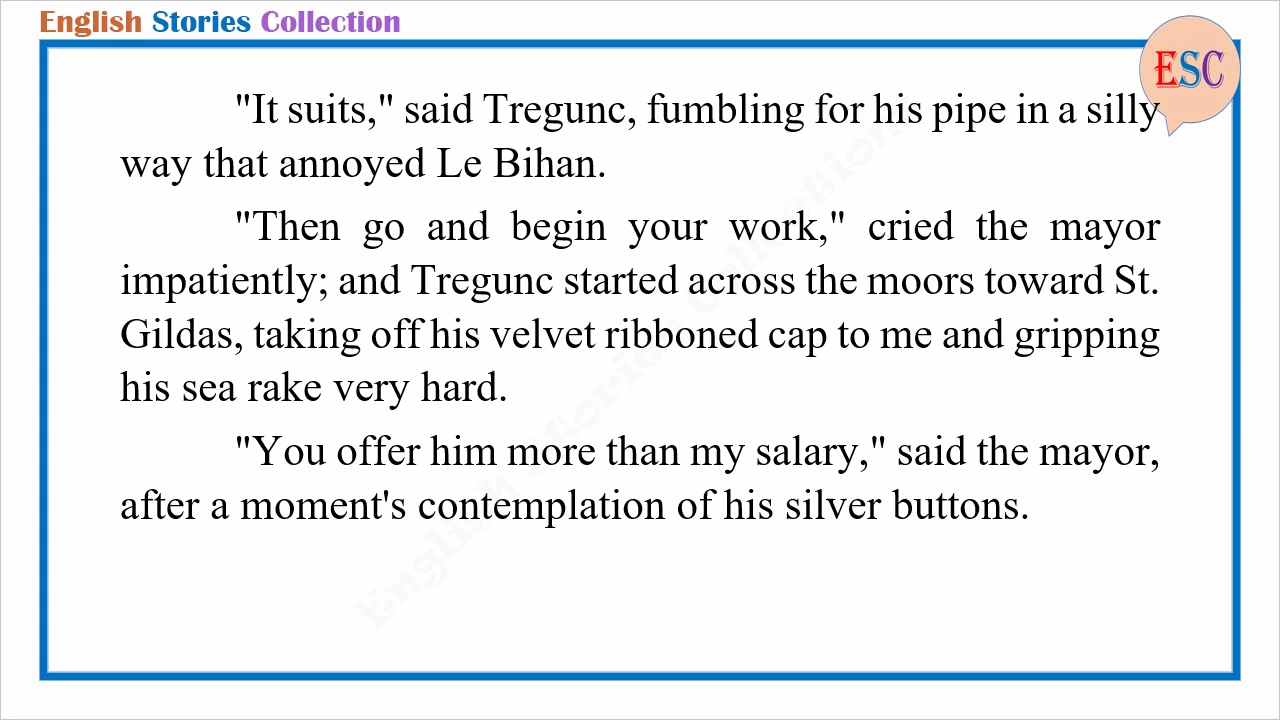 English Stories Collection
ESC
"It suits," said Tregunc, fumbling for his pipe in a silly
way that annoyed Le Bihan.
"Then go and begin your work," cried the mayor
impatiently; and Tregunc started across the moors toward St.
Gildas, taking off his velvet ribboned cap to me and gripping
his sea rake very hard.
"You offer him more than my salary," said the mayor,
after a moment's contemplation of his silver buttons.
English Stories Collection